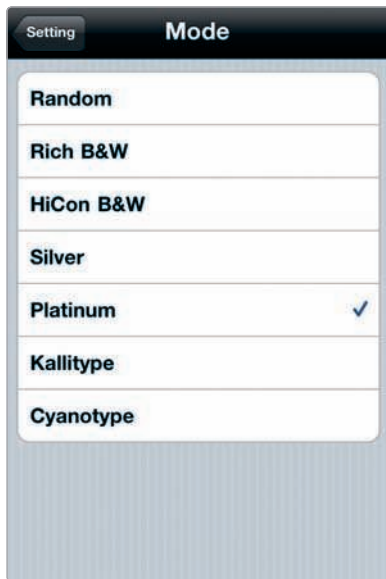 Setting
Mode
Random
Rich B&W
HiCon B&W
Silver
Platinum
Kallitype
Cyanotype